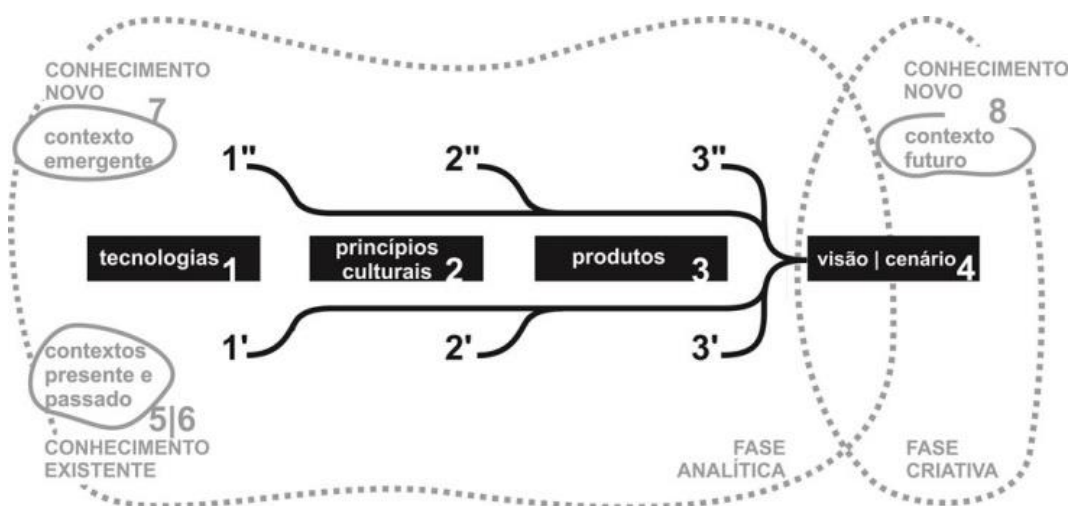 CONHECIMENTO
NOVO
7
contexto
emergente
CONHECIMENTO
NOVO
8
contexto
futuro
1"
2"
3"
tecnologias 1
princípios
culturais 2
produtos 3
visão | cenário 4
1'
2'
3'
contextos
presente e
passado
5|6
CONHECIMENTO
EXISTENTE
FASE
ANALÍTICA
FASE
CRIATIVA